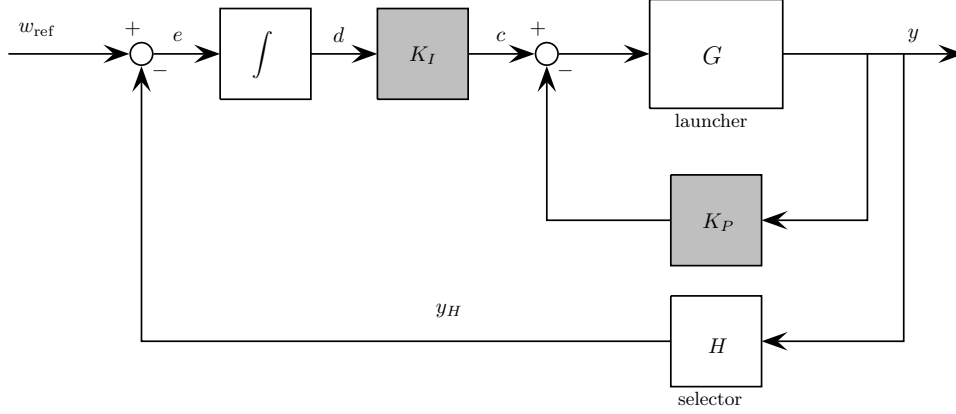 w_ref
+
−
e
∫
d
K_I
c
+
−
G
launcher
y
K_P
y_H
H
selector